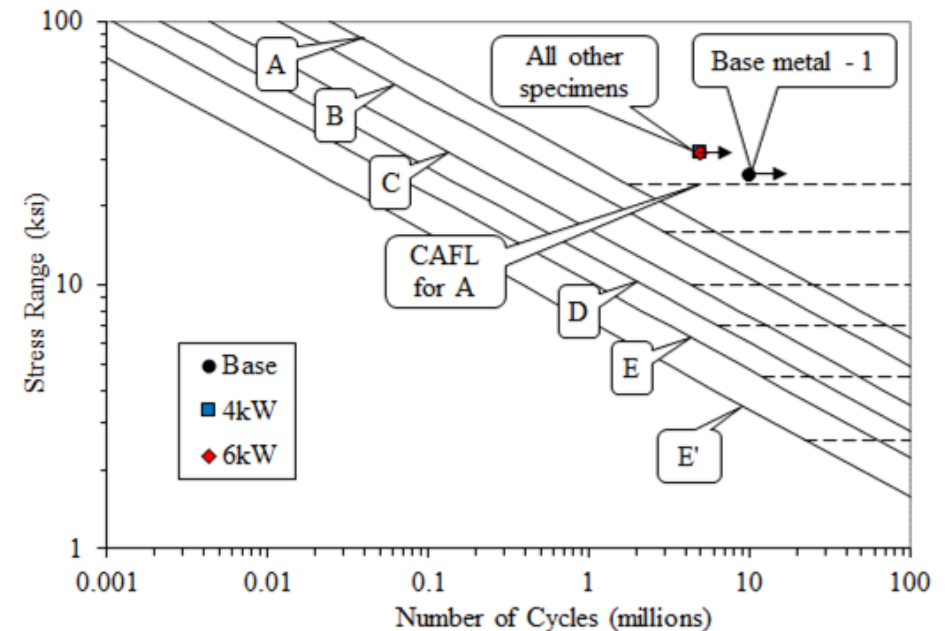 100
10
1
Stress Range (ksi)
0.001
0.01
0.1
1
10
100
Number of Cycles (millions)
A
B
C
D
E
E'
All other
specimens
Base metal - 1
CAFL
for A
Base
4kW
6kW